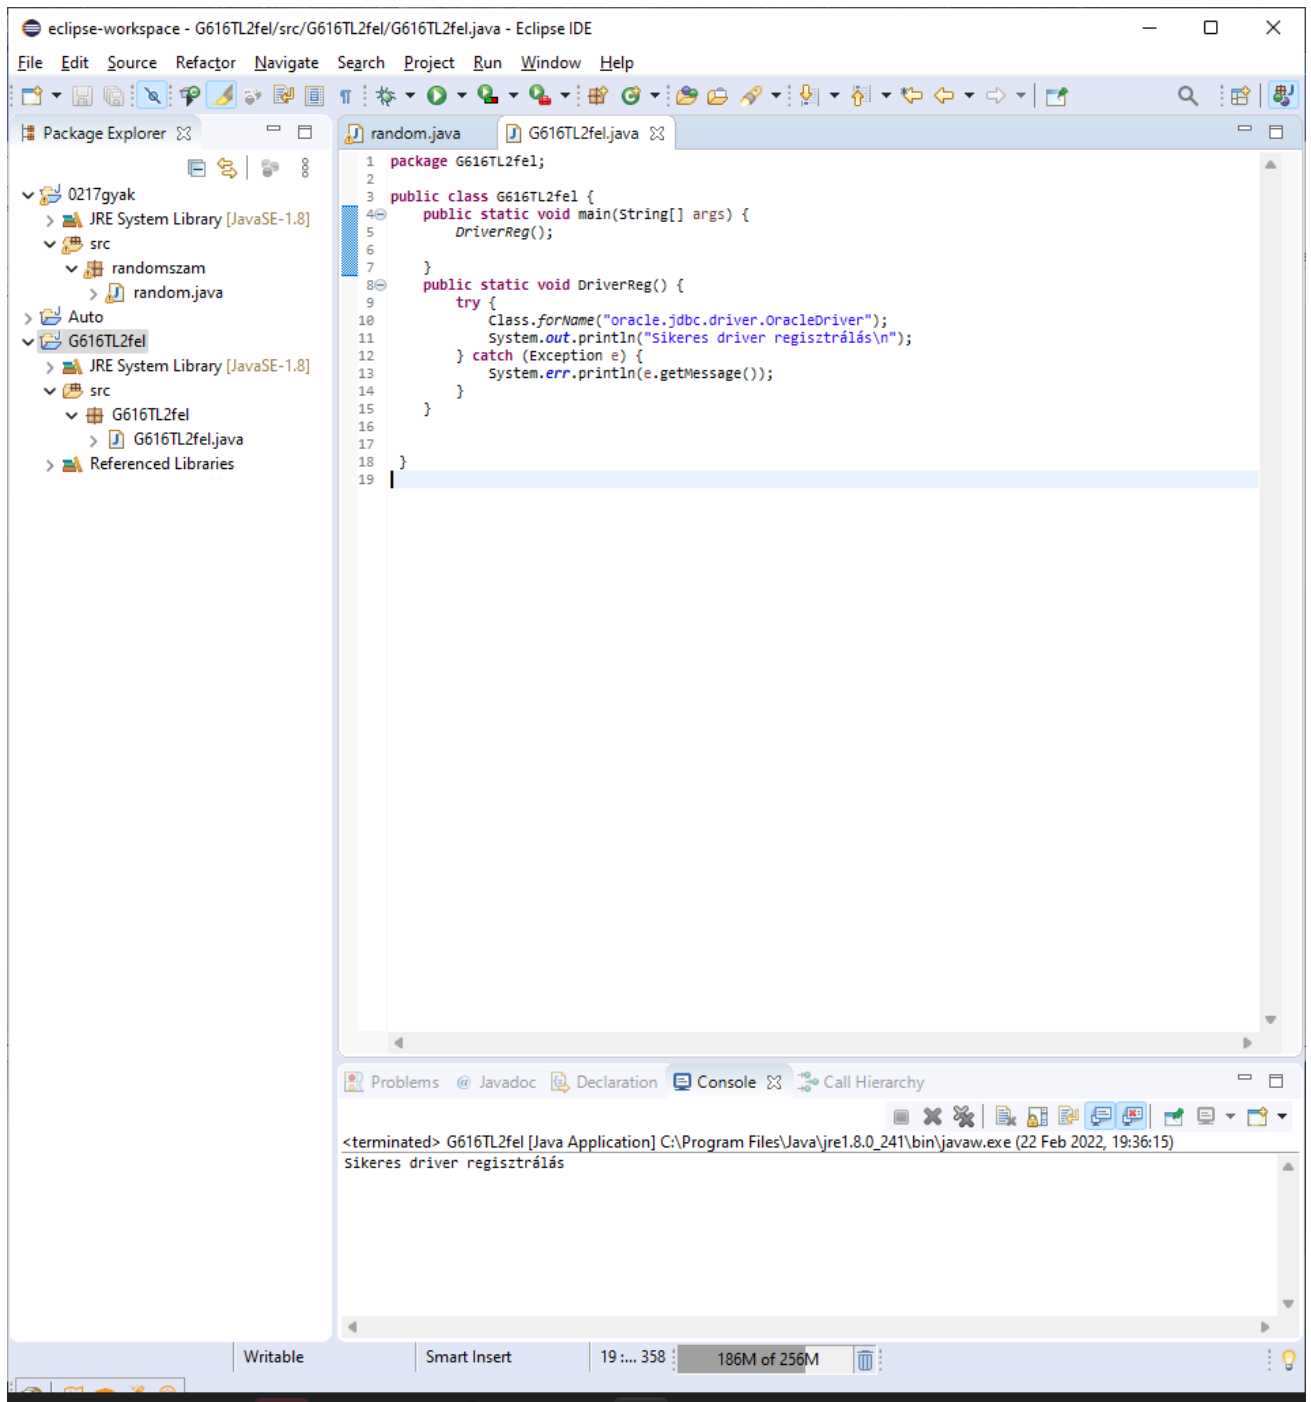 eclipse-workspace - G616TL2fel/src/G616TL2fel/G616TL2fel.java - Eclipse IDE
File Edit Source Refactor Navigate Search Project Run Window Help
Package Explorer
0217gyak
JRE System Library [JavaSE-1.8]
src
randomszam
random.java
Auto
G616TL2fel
JRE System Library [JavaSE-1.8]
src
G616TL2fel
G616TL2fel.java
Referenced Libraries
random.java G616TL2fel.java
1 package G616TL2fel;
2
3 public class G616TL2fel {
4 public static void main(String[] args) {
5 DriverReg();
6
7 }
8 public static void DriverReg() {
9 try {
10 Class.forName("oracle.jdbc.driver.OracleDriver");
11 System.out.println("Sikeres driver regisztrálás\n");
12 } catch (Exception e) {
13 System.err.println(e.getMessage());
14 }
15 }
16
17
18 }
19
Problems Javadoc Declaration Console Call Hierarchy
<terminated> G616TL2fel [Java Application] C:\Program Files\Java\jre1.8.0_241\bin\javaw.exe (22 Feb 2022, 19:36:15)
Sikeres driver regisztrálás
Writable Smart Insert 19 :... 358 186M of 256M